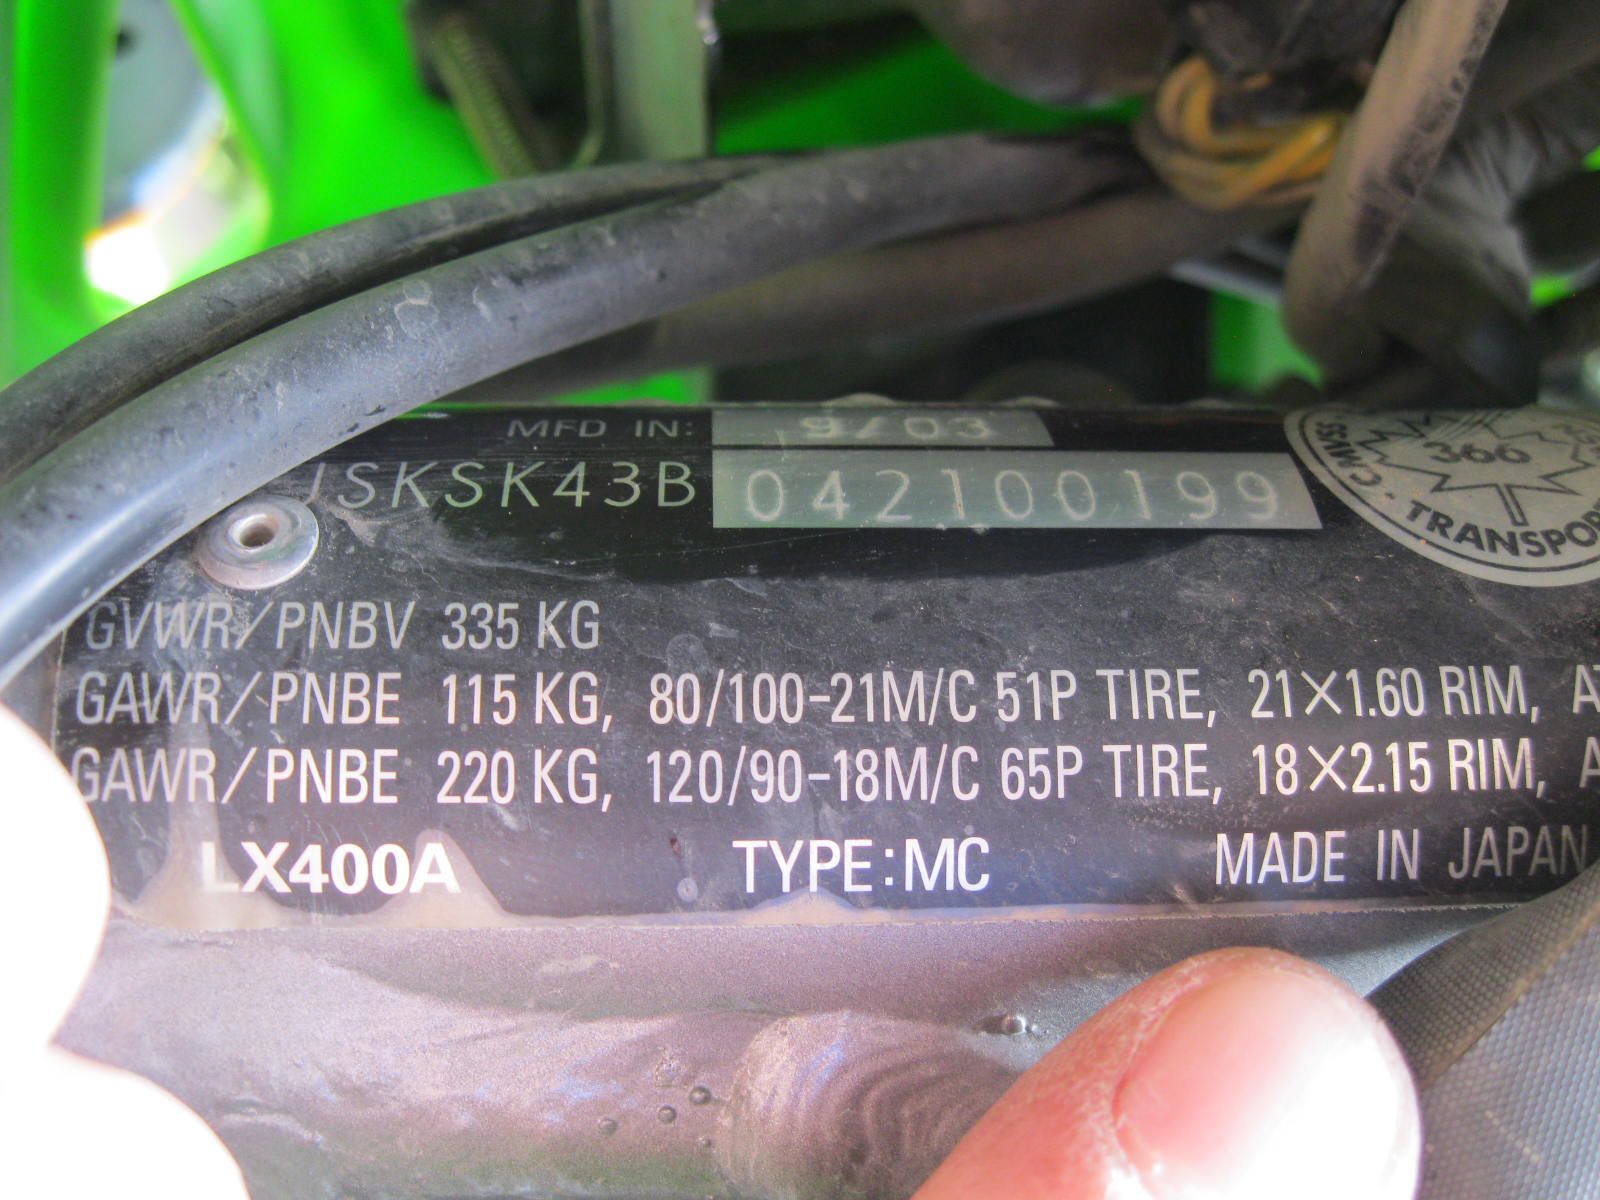 MFD IN: 9/03
JSKSK43B 042100199
366
TRANSPOR
GVWR/PNBV 335 KG
GAWR/PNBE 115 KG, 80/100-21M/C 51P TIRE, 21×1.60 RIM,
GAWR/PNBE 220 KG, 120/90-18M/C 65P TIRE, 18×2.15 RIM,
LX400A TYPE:MC MADE IN JAPAN